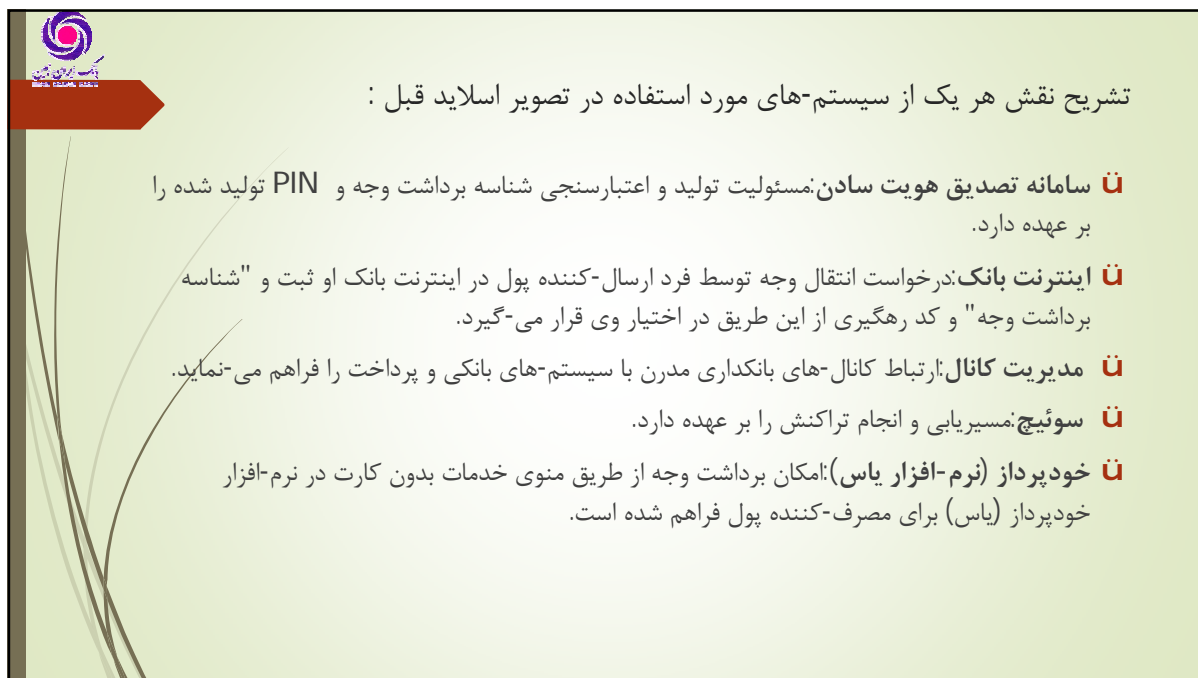 بانک ایران زمین
تشریح نقش هر یک از سیستم-های مورد استفاده در تصویر اسلاید قبل :
ü سامانه تصدیق هویت سادن:مسئولیت تولید و اعتبارسنجی شناسه برداشت وجه و PIN تولید شده را
بر عهده دارد.
ü اینترنت بانک:درخواست انتقال وجه توسط فرد ارسال-کننده پول در اینترنت بانک او ثبت و "شناسه
برداشت وجه" و کد رهگیری از این طریق در اختیار وی قرار می-گیرد.
ü مدیریت کانال:ارتباط کانال-های بانکداری مدرن با سیستم-های بانکی و پرداخت را فراهم می-نماید.
ü سوئیچ:مسیریابی و انجام تراکنش را بر عهده دارد.
ü خودپرداز (نرم-افزار یاس):امکان برداشت وجه از طریق منوی خدمات بدون کارت در نرم-افزار
خودپرداز (یاس) برای مصرف-کننده پول فراهم شده است.